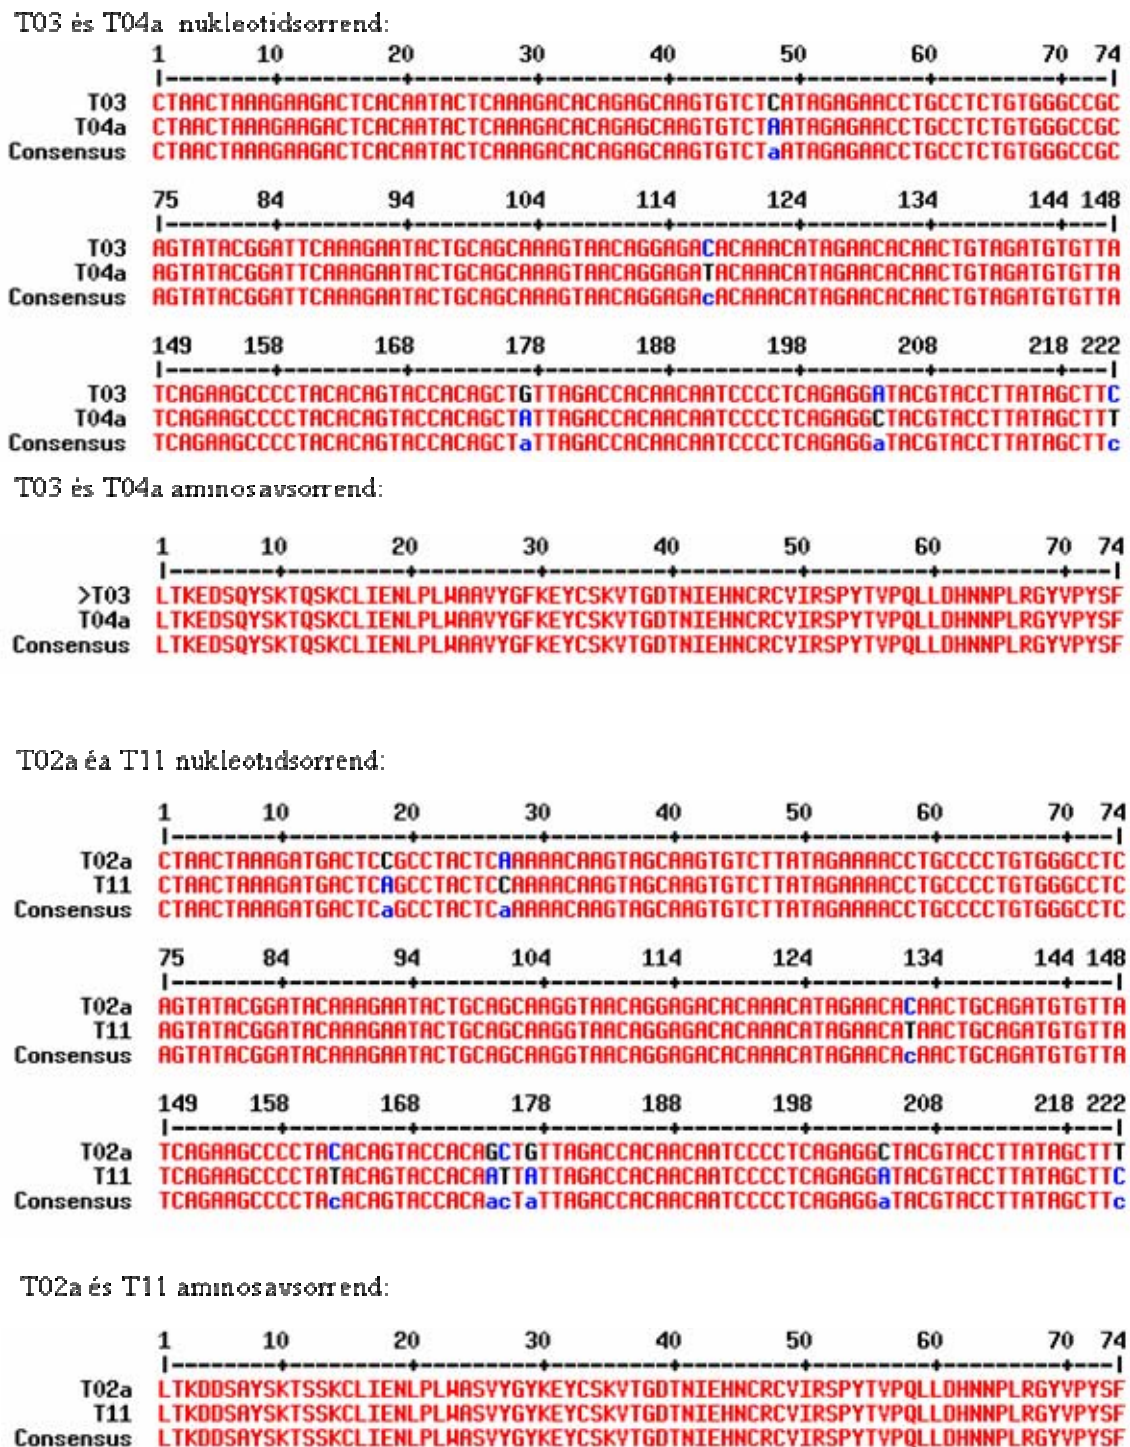 T03 és T04a nukleotidsorrend:
1 10 20 30 40 50 60 70 74
T03 CTAACTAAAGAAGACTCACAATACTCAAAGACACAGAGCAAGTGTCTCATAGAGAACCTGCCTCTGTGGGCCGC
T04a CTAACTAAAGAAGACTCACAATACTCAAAGACACAGAGCAAGTGTCTAATAGAGAACCTGCCTCTGTGGGCCGC
Consensus CTAACTAAAGAAGACTCACAATACTCAAAGACACAGAGCAAGTGTCTaATAGAGAACCTGCCTCTGTGGGCCGC
75 84 94 104 114 124 134 144 148
T03 AGTATACGGATTCAAAGAATACTGCAGCAAAGTAACAGGAGACACAAACATAGAACACAACTGTAGATGTGTTA
T04a AGTATACGGATTCAAAGAATACTGCAGCAAAGTAACAGGAGATACAAACATAGAACACAACTGTAGATGTGTTA
Consensus AGTATACGGATTCAAAGAATACTGCAGCAAAGTAACAGGAGAcACAAACATAGAACACAACTGTAGATGTGTTA
149 158 168 178 188 198 208 218 222
T03 TCAGAAGCCCCTACACAGTACCACAGCTGTTAGACCACAACAATCCCCTCAGAGGATACGTACCTTATAGCTTC
T04a TCAGAAGCCCCTACACAGTACCACAGCTATTAGACCACAACAATCCCCTCAGAGGCTACGTACCTTATAGCTTT
Consensus TCAGAAGCCCCTACACAGTACCACAGCTaTTAGACCACAACAATCCCCTCAGAGGaTACGTACCTTATAGCTTc
T03 és T04a aminosavsorrend:
1 10 20 30 40 50 60 70 74
>T03 LTKEDSQYSKTQSKCLIENLPLWAAVYGFKEYCSKVTGDTNIEHNCRCVIRSPYTVPQLLDHNNPLRGYVPYSF
T04a LTKEDSQYSKTQSKCLIENLPLWAAVYGFKEYCSKVTGDTNIEHNCRCVIRSPYTVPQLLDHNNPLRGYVPYSF
Consensus LTKEDSQYSKTQSKCLIENLPLWAAVYGFKEYCSKVTGDTNIEHNCRCVIRSPYTVPQLLDHNNPLRGYVPYSF
T02a éa T11 nukleotidsorrend:
1 10 20 30 40 50 60 70 74
T02a CTAACTAAAGATGACTCCGCCTACTCAAAAACAAGTAGCAAGTGTCTTATAGAAAACCTGCCCCTGTGGGCCTC
T11 CTAACTAAAGATGACTCAGCCTACTCCAAAACAAGTAGCAAGTGTCTTATAGAAAACCTGCCCCTGTGGGCCTC
Consensus CTAACTAAAGATGACTCaGCCTACTCaAAAACAAGTAGCAAGTGTCTTATAGAAAACCTGCCCCTGTGGGCCTC
75 84 94 104 114 124 134 144 148
T02a AGTATACGGATACAAAGAATACTGCAGCAAGGTAACAGGAGACACAAACATAGAACACAACTGCAGATGTGTTA
T11 AGTATACGGATACAAAGAATACTGCAGCAAGGTAACAGGAGACACAAACATAGAACATAACTGCAGATGTGTTA
Consensus AGTATACGGATACAAAGAATACTGCAGCAAGGTAACAGGAGACACAAACATAGAACAcAACTGCAGATGTGTTA
149 158 168 178 188 198 208 218 222
T02a TCAGAAGCCCCTACACAGTACCACAGCTGTTAGACCACAACAATCCCCTCAGAGGCTACGTACCTTATAGCTTT
T11 TCAGAAGCCCCTATACAGTACCACAATTATTAGACCACAACAATCCCCTCAGAGGATACGTACCTTATAGCTTC
Consensus TCAGAAGCCCCTAcACAGTACCACAacTaTTAGACCACAACAATCCCCTCAGAGGaTACGTACCTTATAGCTTc
T02a és T11 aminosavsorrend:
1 10 20 30 40 50 60 70 74
T02a LTKDDSAYSKTSSKCLIENLPLWASVYGYKEYCSKVTGDTNIEHNCRCVIRSPYTVPQLLDHNNPLRGYVPYSF
T11 LTKDDSAYSKTSSKCLIENLPLWASVYGYKEYCSKVTGDTNIEHNCRCVIRSPYTVPQLLDHNNPLRGYVPYSF
Consensus LTKDDSAYSKTSSKCLIENLPLWASVYGYKEYCSKVTGDTNIEHNCRCVIRSPYTVPQLLDHNNPLRGYVPYSF